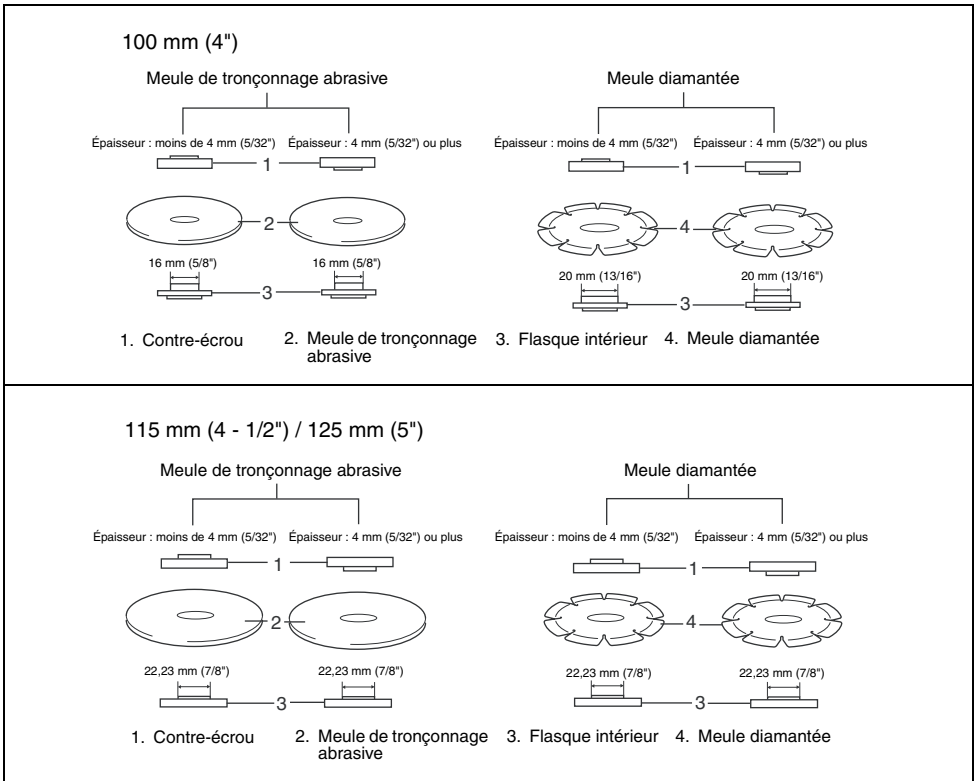 100 mm (4")
Meule de tronçonnage abrasive
Meule diamantée
Épaisseur : moins de 4 mm (5/32")
Épaisseur : 4 mm (5/32") ou plus
Épaisseur : moins de 4 mm (5/32")
Épaisseur : 4 mm (5/32") ou plus
1
1
2
4
16 mm (5/8")
16 mm (5/8")
20 mm (13/16")
20 mm (13/16")
3
3
1. Contre-écrou
2. Meule de tronçonnage
abrasive
3. Flasque intérieur
4. Meule diamantée
115 mm (4 - 1/2") / 125 mm (5")
Meule de tronçonnage abrasive
Meule diamantée
Épaisseur : moins de 4 mm (5/32")
Épaisseur : 4 mm (5/32") ou plus
Épaisseur : moins de 4 mm (5/32")
Épaisseur : 4 mm (5/32") ou plus
1
1
2
4
22,23 mm (7/8")
22,23 mm (7/8")
22,23 mm (7/8")
22,23 mm (7/8")
3
3
1. Contre-écrou
2. Meule de tronçonnage
abrasive
3. Flasque intérieur
4. Meule diamantée